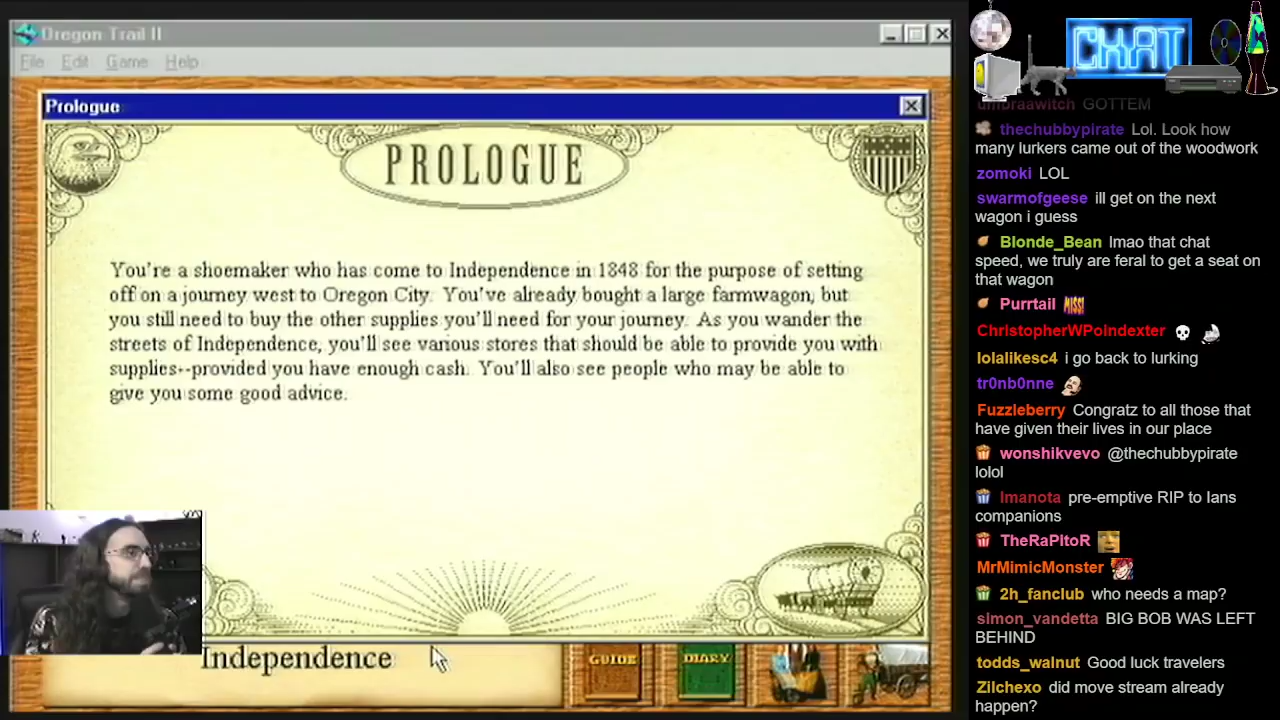 Oregon Trail II
File Edit Game Help
Prologue
PROLOGUE
You're a shoemaker who has come to Independence in 1848 for the purpose of setting
off on a journey west to Oregon City. You've already bought a large farmwagon, but
you still need to buy the other supplies you'll need for your journey. As you wander the
streets of Independence, you'll see various stores that should be able to provide you with
supplies--provided you have enough cash. You'll also see people who may be able to
give you some good advice.
Independence
GUIDE
DIARY
CHAT
umbraawitch GOTTEM
thechubbypirate Lol. Look how
many lurkers came out of the woodwork
zomoki LOL
swarmofgeese ill get on the next
wagon i guess
Blonde_Bean lmao that chat
speed, we truly are feral to get a seat on
that wagon
Purrtail MISS!
ChristopherWPoindexter
lolalikesc4 i go back to lurking
tr0nb0nne
Fuzzleberry Congratz to all those that
have given their lives in our place
wonshikvevo @thechubbypirate
lolol
Imanota pre-emptive RIP to Ians
companions
TheRaPItoR
MrMimicMonster
2h_fanclub who needs a map?
simon_vandetta BIG BOB WAS LEFT
BEHIND
todds_walnut Good luck travelers
Zilchexo did move stream already
happen?